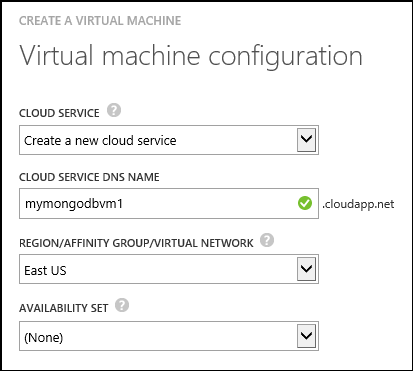 CREATE A VIRTUAL MACHINE
Virtual machine configuration
CLOUD SERVICE ?
Create a new cloud service
CLOUD SERVICE DNS NAME
mymongodbvm1 .cloudapp.net
REGION/AFFINITY GROUP/VIRTUAL NETWORK ?
East US
AVAILABILITY SET ?
(None)